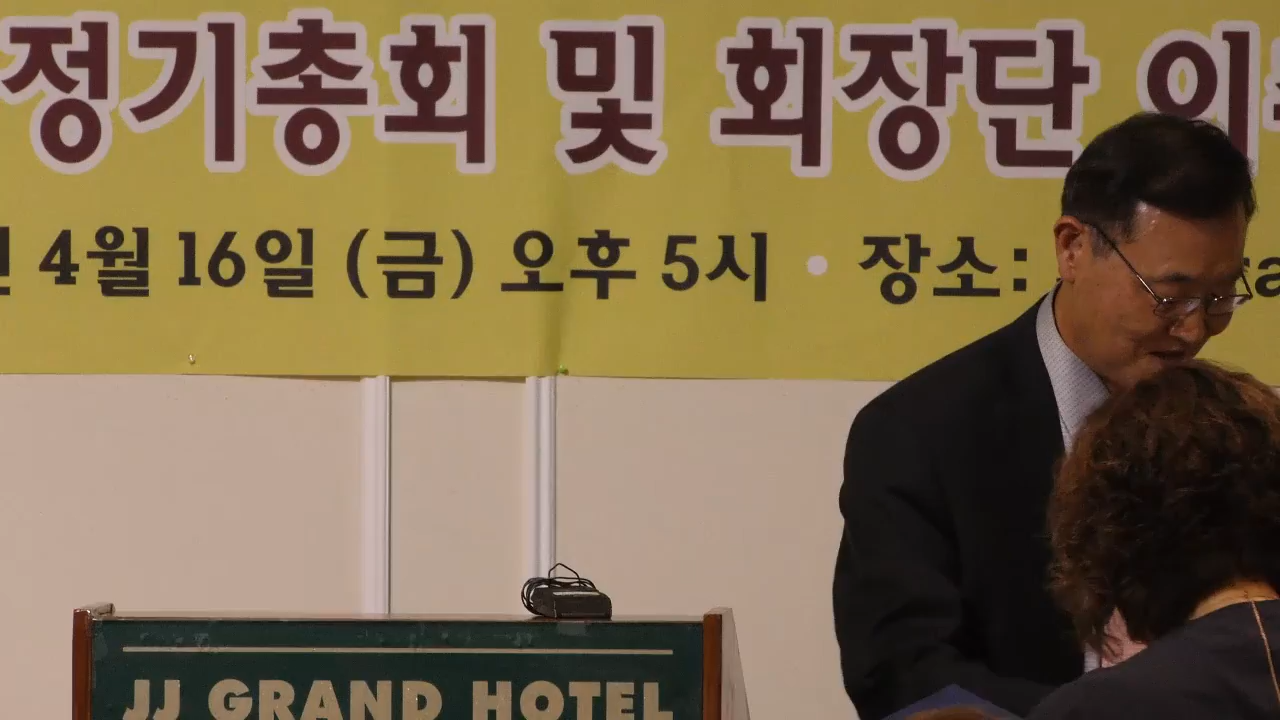 정기총회 및 회장단
4월 16일 (금) 오후 5시 • 장소:
JJ GRAND HOTEL